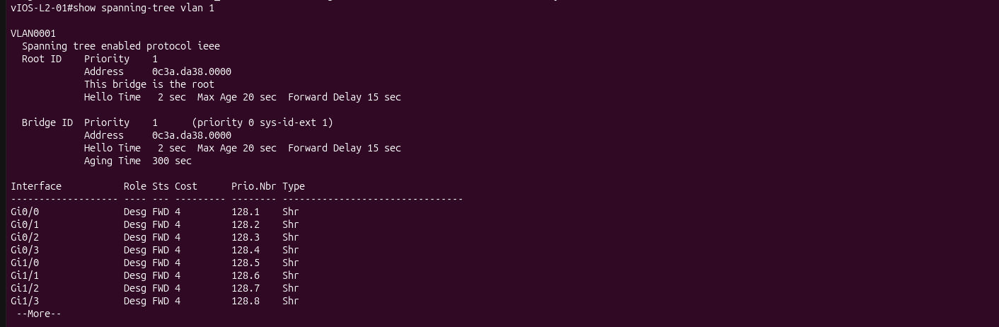 vIOS-L2-01#show spanning-tree vlan 1

VLAN0001
  Spanning tree enabled protocol ieee
  Root ID    Priority    1
             Address     0c3a.da38.0000
             This bridge is the root
             Hello Time   2 sec  Max Age 20 sec  Forward Delay 15 sec

  Bridge ID  Priority    1      (priority 0 sys-id-ext 1)
             Address     0c3a.da38.0000
             Hello Time   2 sec  Max Age 20 sec  Forward Delay 15 sec
             Aging Time  300 sec

Interface           Role Sts Cost      Prio.Nbr Type
------------------- ---- --- --------- -------- --------------------------------
Gi0/0               Desg FWD 4         128.1    Shr
Gi0/1               Desg FWD 4         128.2    Shr
Gi0/2               Desg FWD 4         128.3    Shr
Gi0/3               Desg FWD 4         128.4    Shr
Gi1/0               Desg FWD 4         128.5    Shr
Gi1/1               Desg FWD 4         128.6    Shr
Gi1/2               Desg FWD 4         128.7    Shr
Gi1/3               Desg FWD 4         128.8    Shr
 --More--